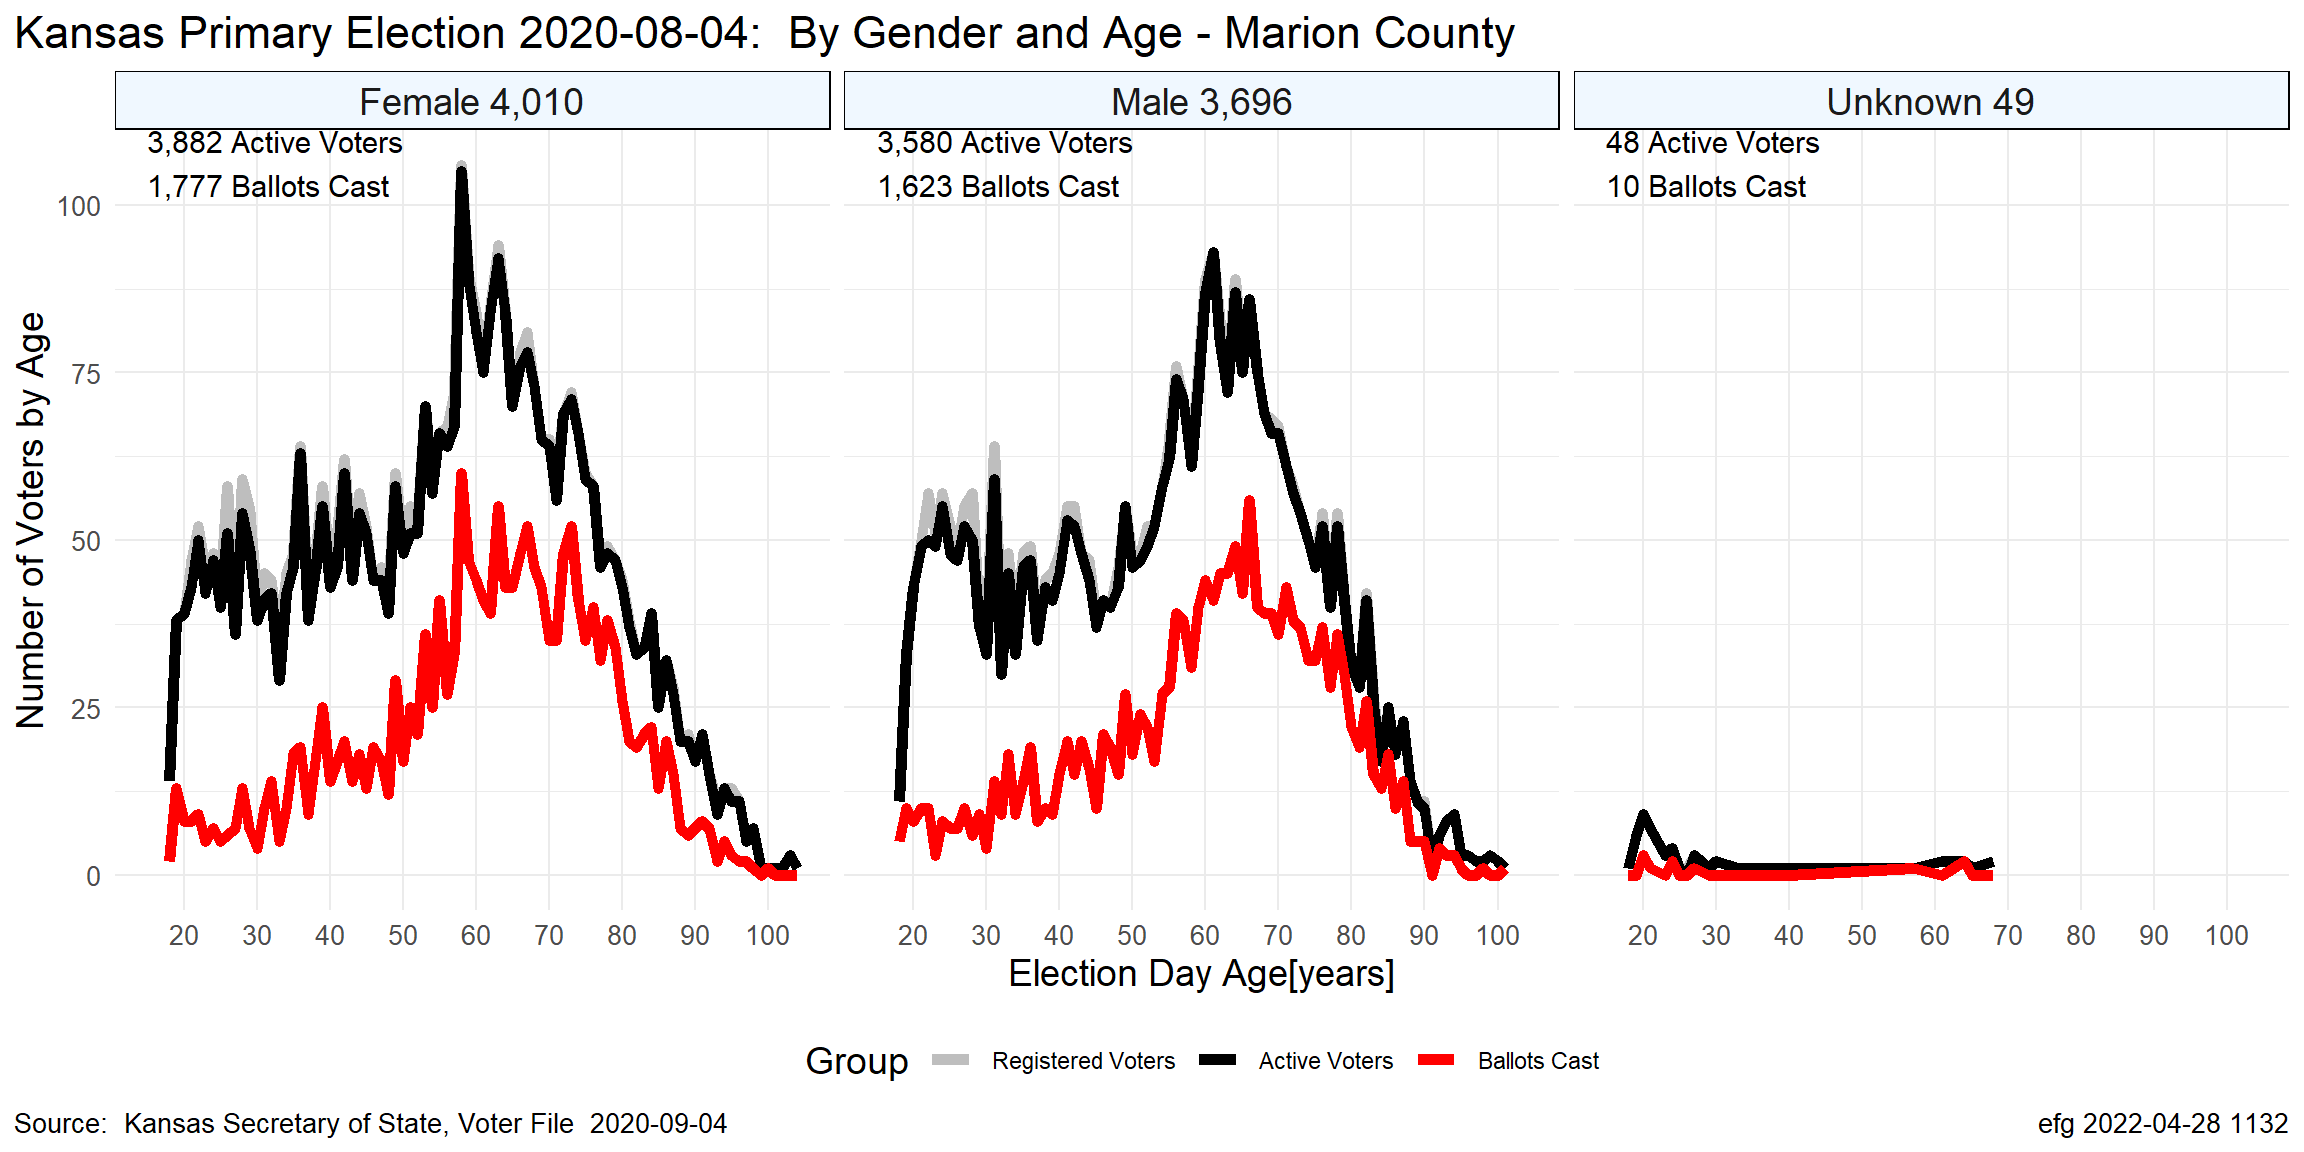 Kansas Primary Election 2020-08-04:  By Gender and Age - Marion County
Female 4,010
Male 3,696
Unknown 49
3,882 Active Voters
1,777 Ballots Cast
3,580 Active Voters
1,623 Ballots Cast
48 Active Voters
10 Ballots Cast
Number of Voters by Age
100
75
50
25
0
20 30 40 50 60 70 80 90 100
20 30 40 50 60 70 80 90 100
20 30 40 50 60 70 80 90 100
Election Day Age[years]
Group Registered Voters Active Voters Ballots Cast
Source:  Kansas Secretary of State, Voter File  2020-09-04
efg 2022-04-28 1132